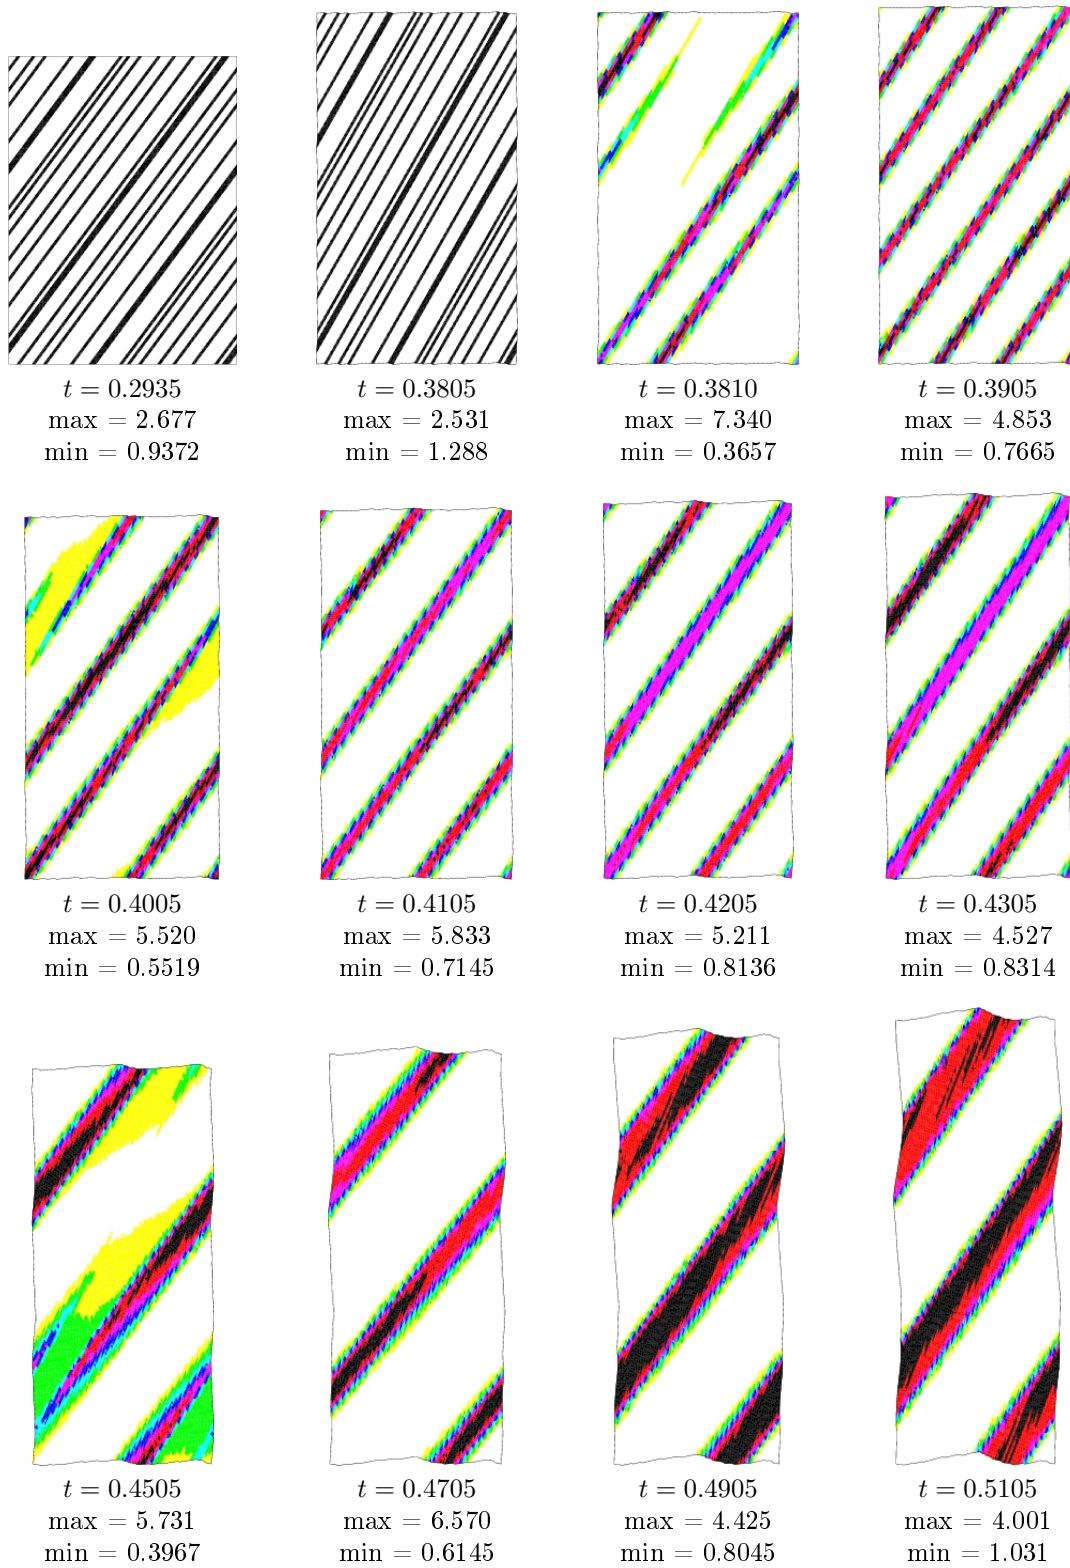 t = 0.2935
max = 2.677
min = 0.9372
t = 0.3805
max = 2.531
min = 1.288
t = 0.3810
max = 7.340
min = 0.3657
t = 0.3905
max = 4.853
min = 0.7665
t = 0.4005
max = 5.520
min = 0.5519
t = 0.4105
max = 5.833
min = 0.7145
t = 0.4205
max = 5.211
min = 0.8136
t = 0.4305
max = 4.527
min = 0.8314
t = 0.4505
max = 5.731
min = 0.3967
t = 0.4705
max = 6.570
min = 0.6145
t = 0.4905
max = 4.425
min = 0.8045
t = 0.5105
max = 4.001
min = 1.031